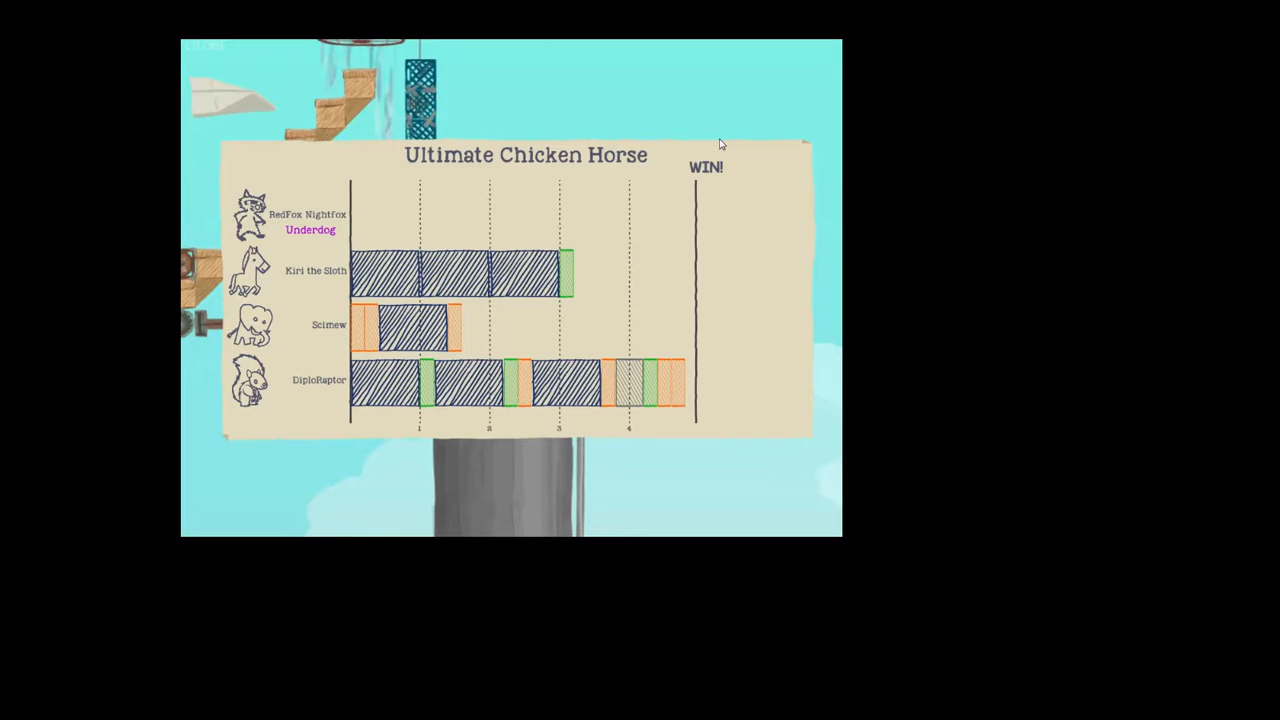 Ultimate Chicken Horse
WIN!
RedFox Nightfox
Underdog
Kiri the Sloth
Scimew
DiploRaptor
1 2 3 4